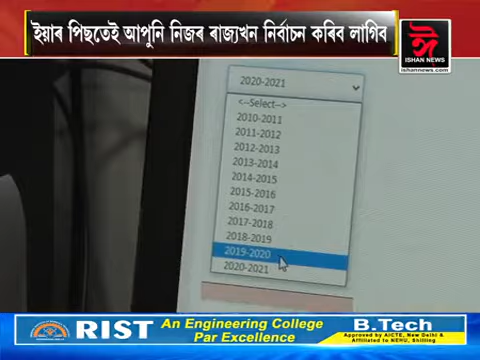 ইয়াৰ পিছতেই আপুনি নিজৰ ৰাজ্যখন নিৰ্বাচন কৰিব লাগিব
ঈ
ISHAN NEWS
ishannews.com
2020-2021
<--Select-->
2010-2011
2011-2012
2012-2013
2013-2014
2014-2015
2015-2016
2016-2017
2017-2018
2018-2019
2019-2020
2020-2021
RIST
An Engineering College
Par Excellence
B.Tech
Approved by AICTE, New Delhi &
Affiliated to NEHU, Shillong